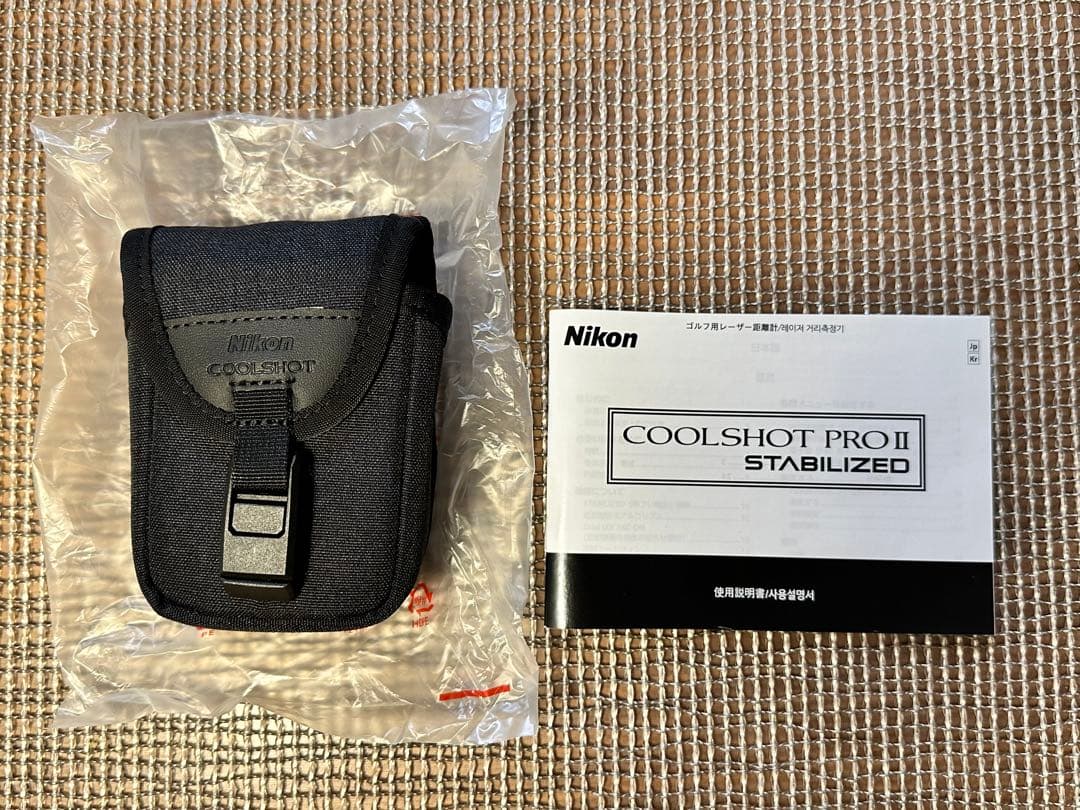 Nikon
COOLSHOT
HDPE
Nikon
ゴルフ用レーザー距離計/레이저 거리측정기
Jp
Kr
COOLSHOT PRO II
STABILIZED
使用説明書/사용설명서